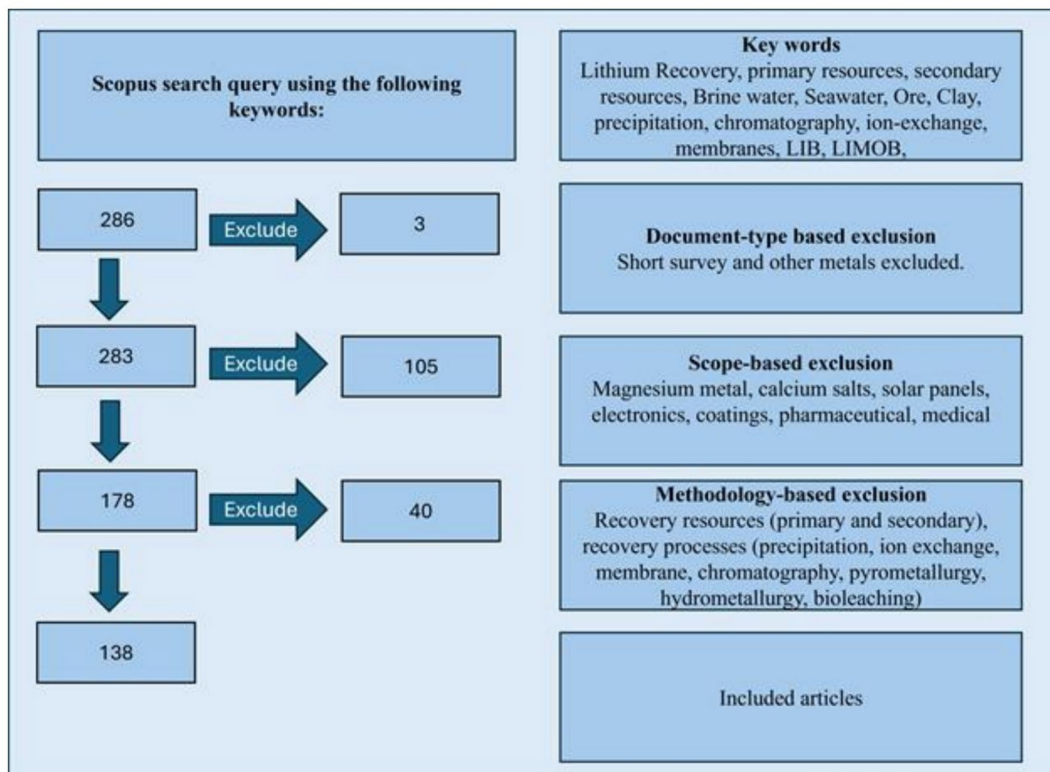 Scopus search query using the following
keywords:
Key words
Lithium Recovery, primary resources, secondary
resources, Brine water, Seawater, Ore, Clay,
precipitation, chromatography, ion-exchange,
membranes, LIB, LIMOB,
286
Exclude
3
Document-type based exclusion
Short survey and other metals excluded.
283
Exclude
105
Scope-based exclusion
Magnesium metal, calcium salts, solar panels,
electronics, coatings, pharmaceutical, medical
178
Exclude
40
Methodology-based exclusion
Recovery resources (primary and secondary),
recovery processes (precipitation, ion exchange,
membrane, chromatography, pyrometallurgy,
hydrometallurgy, bioleaching)
138
Included articles